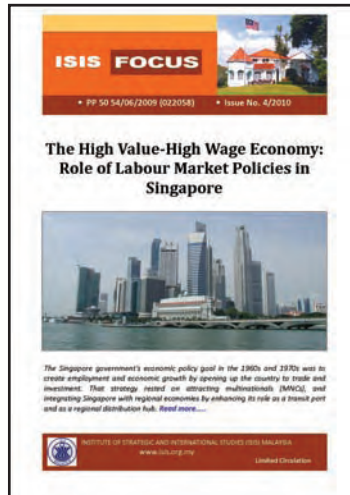 ISIS FOCUS
• PP 50 54/06/2009 (022058) • Issue No. 4/2010
The High Value-High Wage Economy:
Role of Labour Market Policies in
Singapore
The Singapore government's economic policy goal in the 1960s and 1970s was to
create employment and economic growth by opening up the country to trade and
investment. That strategy rested on attracting multinationals (MNCs), and
integrating Singapore with regional economies by enhancing its role as a transit port
and as a regional distribution hub. Read more.....
INSTITUTE OF STRATEGIC AND INTERNATIONAL STUDIES (ISIS) MALAYSIA
www.isis.org.my
Limited Circulation